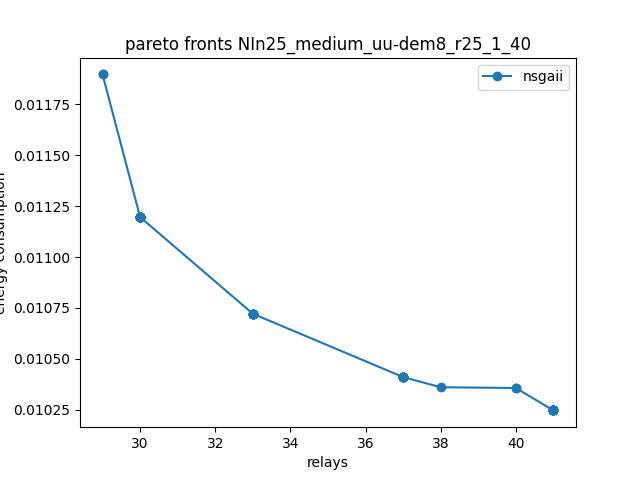 pareto fronts NIn25_medium_uu-dem8_r25_1_40
nsgaii
0.01175
0.01150
0.01125
0.01100
0.01075
0.01050
0.01025
energy consumption
30 32 34 36 38 40
relays